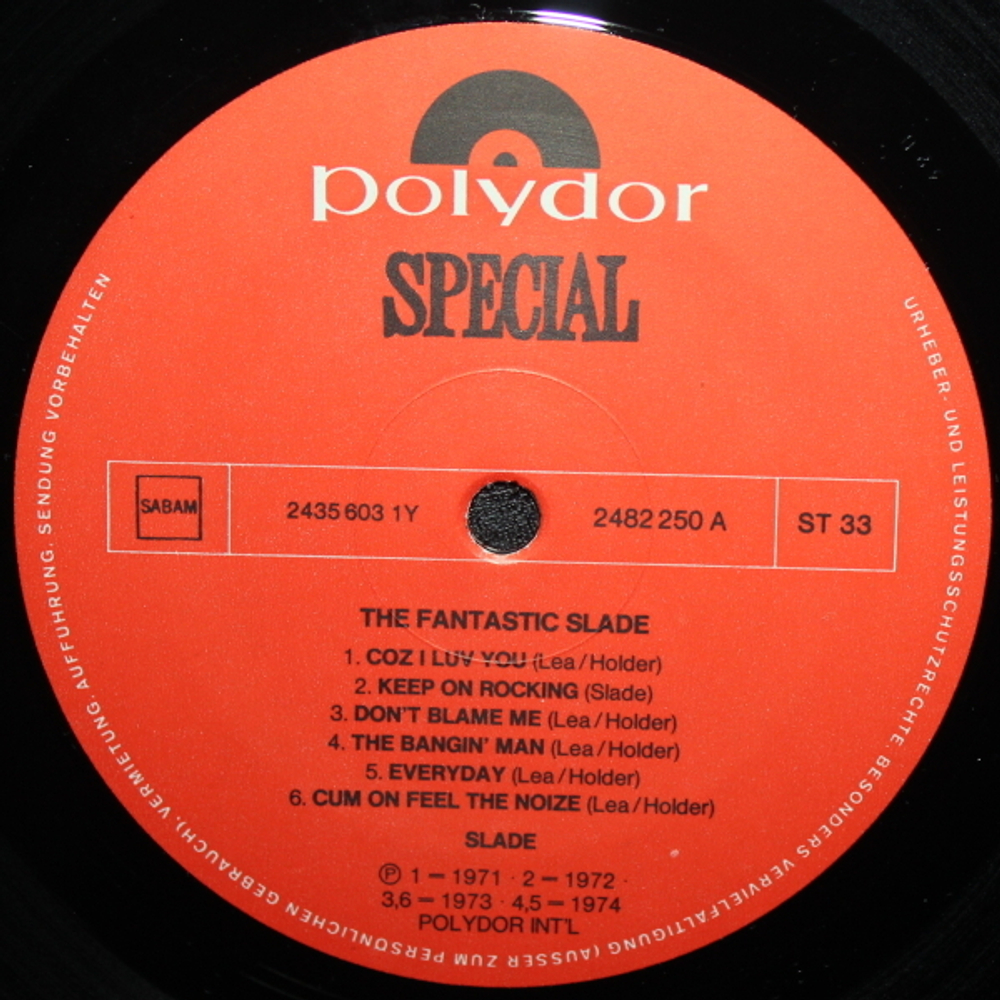 polydor
SPECIAL
SABAM
2435 603 1Y
2482 250 A
ST 33
THE FANTASTIC SLADE
1. COZ I LUV YOU (Lea/Holder)
2. KEEP ON ROCKING (Slade)
3. DON'T BLAME ME (Lea/Holder)
4. THE BANGIN' MAN (Lea/Holder)
5. EVERYDAY (Lea/Holder)
6. CUM ON FEEL THE NOIZE (Lea/Holder)
SLADE
Ⓟ 1 – 1971 · 2 – 1972 ·
3,6 – 1973 · 4,5 – 1974
POLYDOR INT'L
URHEBER- UND LEISTUNGSSCHUTZRECHTE, BESONDERS VERVIELFÄLTIGUNG (AUSSER ZUM PERSÖNLICHEN GEBRAUCH), VERMIETUNG, AUFFÜHRUNG, SENDUNG VORBEHALTEN